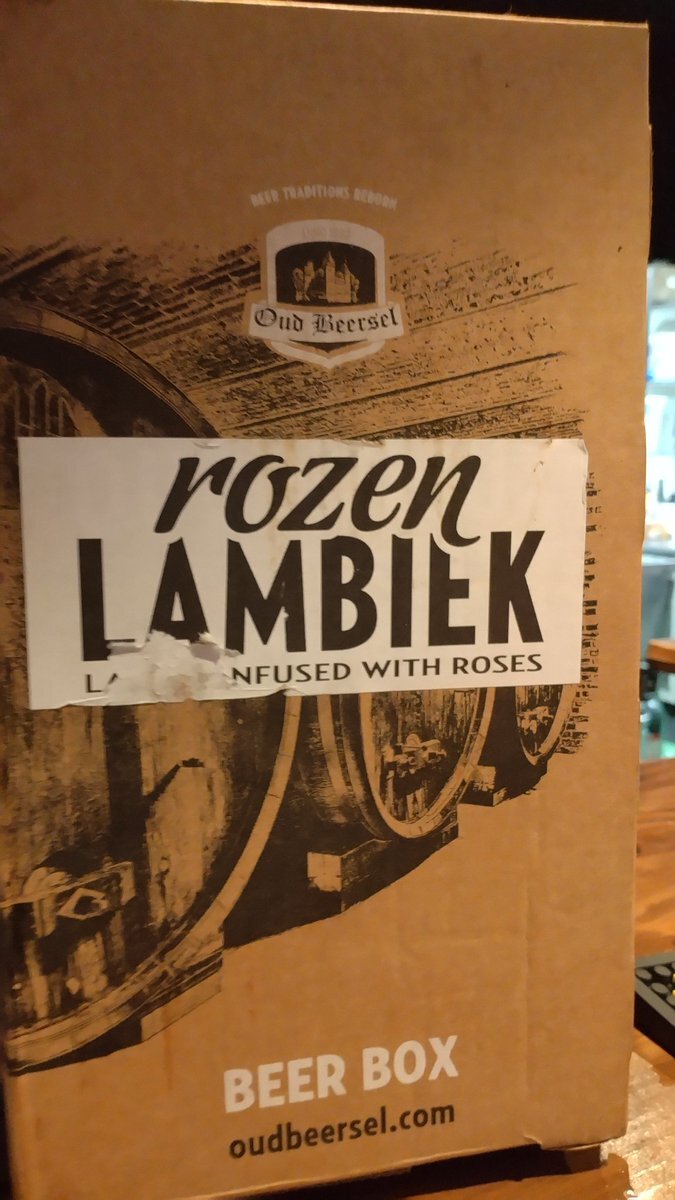 BEER TRADITIONS REBORN
Oud Beersel
rozen
LAMBIEK
NFUSED WITH ROSES
BEER BOX
oudbeersel.com